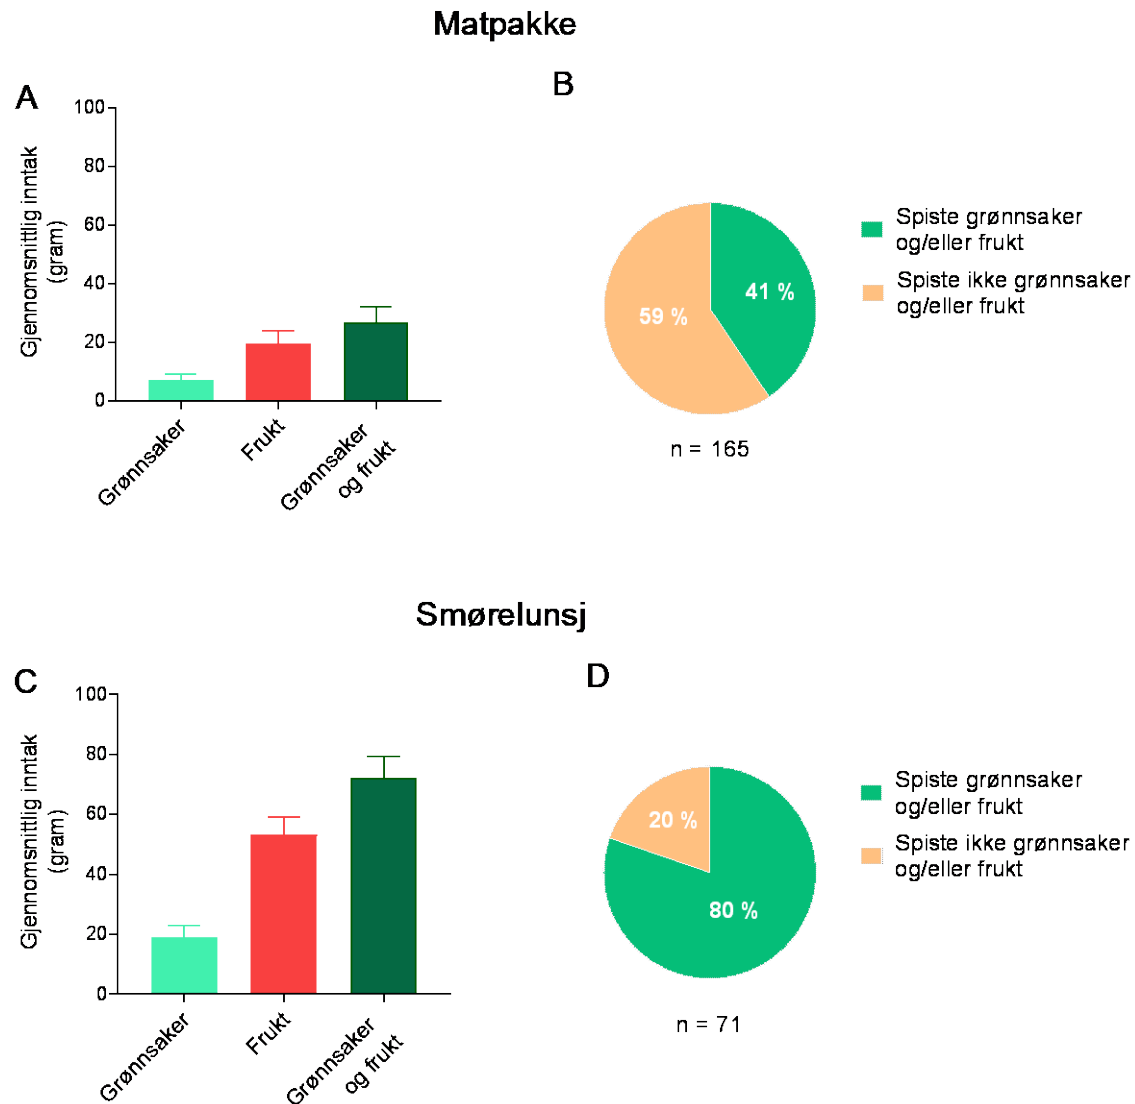 Matpakke
A
Gjennomsnittlig inntak
(gram)
100
80
60
40
20
0
Grønnsaker
Frukt
Grønnsaker
og frukt
B
41 %
59 %
n = 165
Spiste grønnsaker
og/eller frukt
Spiste ikke grønnsaker
og/eller frukt
Smørelunsj
C
Gjennomsnittlig inntak
(gram)
100
80
60
40
20
0
Grønnsaker
Frukt
Grønnsaker
og frukt
D
20 %
80 %
n = 71
Spiste grønnsaker
og/eller frukt
Spiste ikke grønnsaker
og/eller frukt